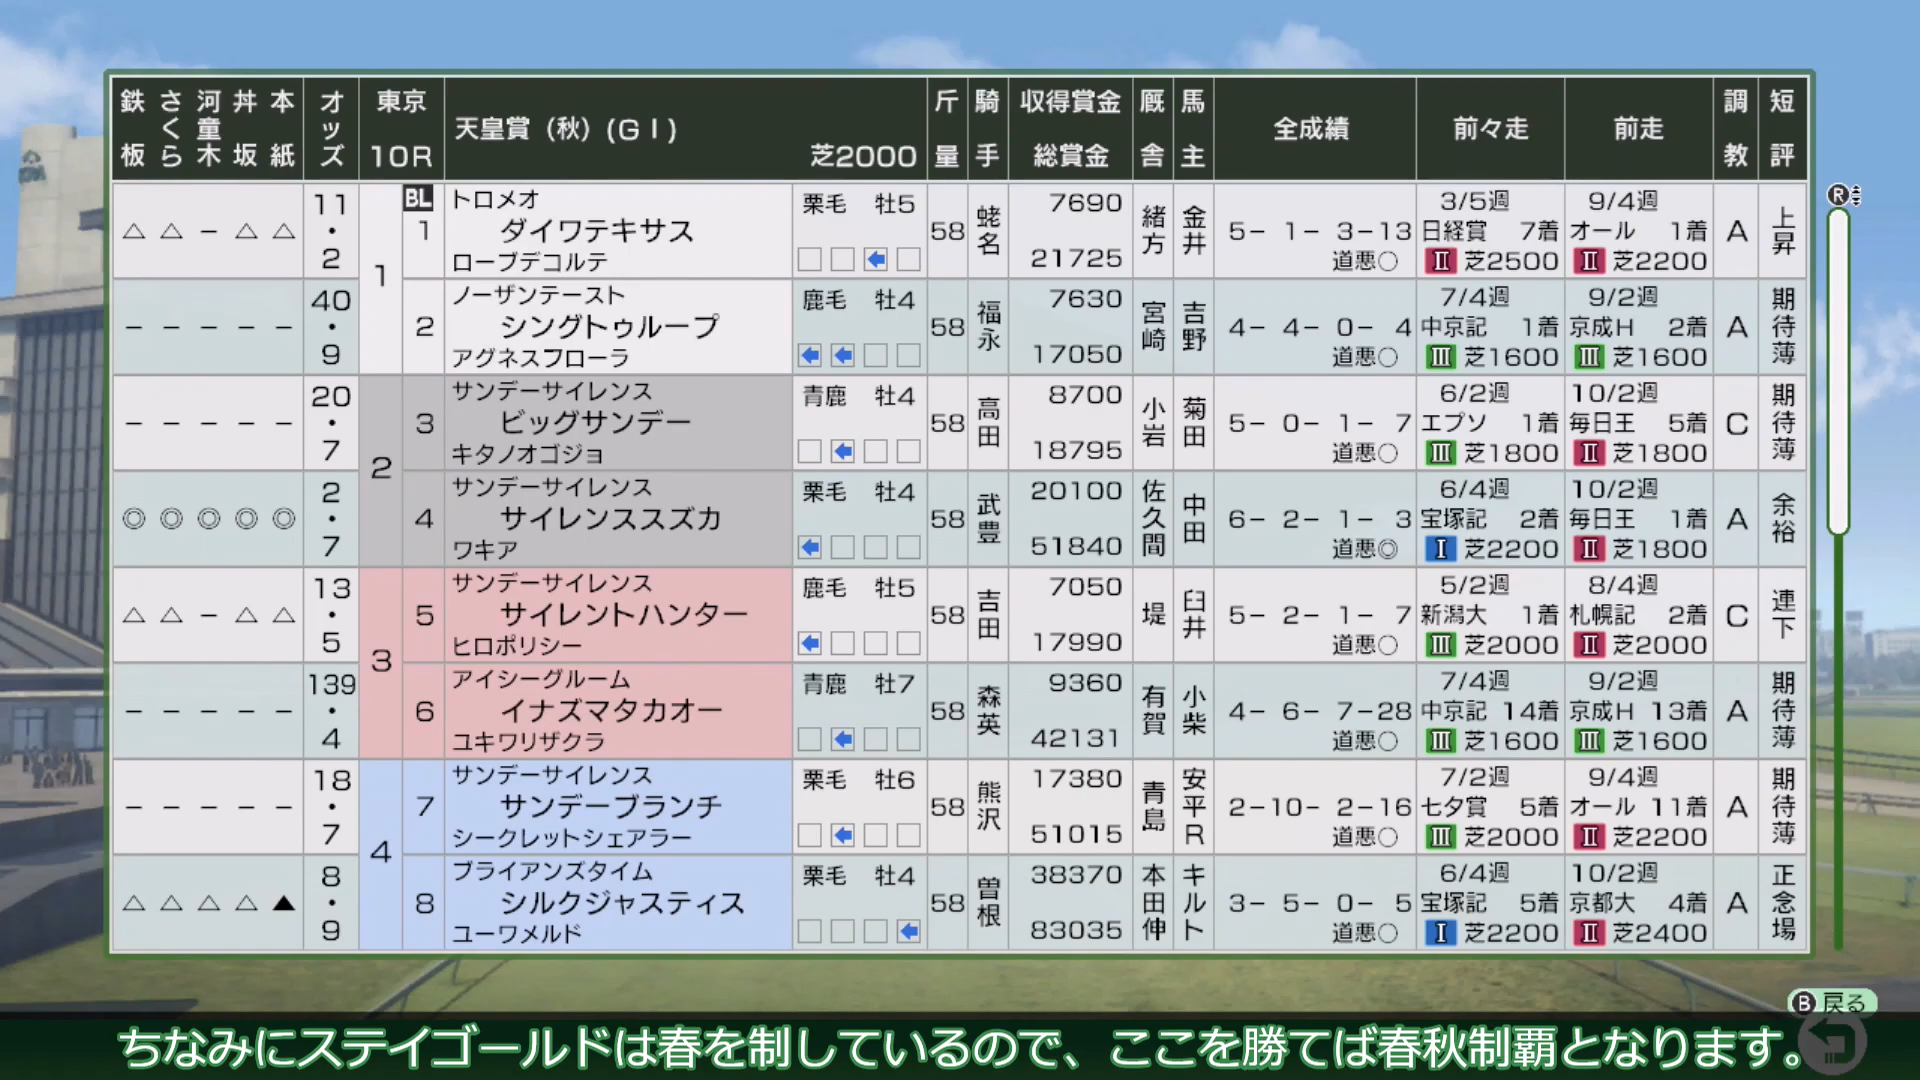 鉄板 さくら 河童木 丼坂 本紙 オッズ 東京 10R 天皇賞（秋）(GⅠ) 芝2000 斤量 騎手 収得賞金 総賞金 厩舎 馬主 全成績 前々走 前走 調教 短評
△ △ − △ △ 11・2 1 BL 1 トロメオ 栗毛 牡5 58 蛯名 7690 緒方 金井 5- 1- 3-13 3/5週 9/4週 A 上昇
ダイワテキサス 日経賞 7着 オール 1着
ローブデコルテ 21725 道悪○ Ⅱ 芝2500 Ⅱ 芝2200
− − − − − 40・9 2 ノーザンテースト 鹿毛 牡4 58 福永 7630 宮崎 吉野 4- 4- 0- 4 7/4週 9/2週 A 期待薄
シングトゥループ 中京記 1着 京成H 2着
アグネスフローラ 17050 道悪○ Ⅲ 芝1600 Ⅲ 芝1600
− − − − − 20・7 2 3 サンデーサイレンス 青鹿 牡4 58 高田 8700 小岩 菊田 5- 0- 1- 7 6/2週 10/2週 C 期待薄
ビッグサンデー エプソ 1着 毎日王 5着
キタノオゴジョ 18795 道悪○ Ⅲ 芝1800 Ⅱ 芝1800
◎ ◎ ◎ ◎ ◎ 2・7 4 サンデーサイレンス 栗毛 牡4 58 武豊 20100 佐久間 中田 6- 2- 1- 3 6/4週 10/2週 A 余裕
サイレンススズカ 宝塚記 2着 毎日王 1着
ワキア 51840 道悪◎ Ⅰ 芝2200 Ⅱ 芝1800
△ △ − △ △ 13・5 3 5 サンデーサイレンス 鹿毛 牡5 58 吉田 7050 堤 臼井 5- 2- 1- 7 5/2週 8/4週 C 連下
サイレントハンター 新潟大 1着 札幌記 2着
ヒロポリシー 17990 道悪○ Ⅲ 芝2000 Ⅱ 芝2000
− − − − − 139・4 6 アイシーグルーム 青鹿 牡7 58 森英 9360 有賀 小柴 4- 6- 7-28 7/4週 9/2週 A 期待薄
イナズマタカオー 中京記 14着 京成H 13着
ユキワリザクラ 42131 道悪○ Ⅲ 芝1600 Ⅲ 芝1600
− − − − − 18・7 4 7 サンデーサイレンス 栗毛 牡6 58 熊沢 17380 青島 安平R 2-10- 2-16 7/2週 9/4週 A 期待薄
サンデーブランチ 七夕賞 5着 オール 11着
シークレットシェアラー 51015 道悪○ Ⅲ 芝2000 Ⅱ 芝2200
△ △ △ △ ▲ 8・9 8 ブライアンズタイム 栗毛 牡4 58 曽根 38370 本田伸 キルト 3- 5- 0- 5 6/4週 10/2週 A 正念場
シルクジャスティス 宝塚記 5着 京都大 4着
ユーワメルド 83035 道悪○ Ⅰ 芝2200 Ⅱ 芝2400
R
B 戻る
ちなみにステイゴールドは春を制しているので、ここを勝てば春秋制覇となります。